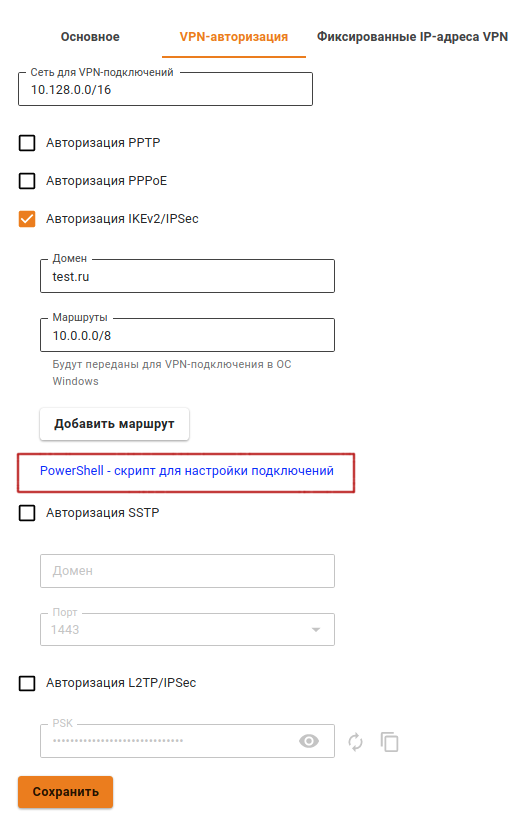 Основное VPN-авторизация Фиксированные IP-адреса VPN
Сеть для VPN-подключений
10.128.0.0/16
Авторизация PPTP
Авторизация PPPoE
Авторизация IKEv2/IPSec
Домен
test.ru
Маршруты
10.0.0.0/8
Будут переданы для VPN-подключения в ОС
Windows
Добавить маршрут
PowerShell - скрипт для настройки подключений
Авторизация SSTP
Домен
Порт
1443
Авторизация L2TP/IPSec
PSK
••••••••••••••••••••••••••••••
Сохранить